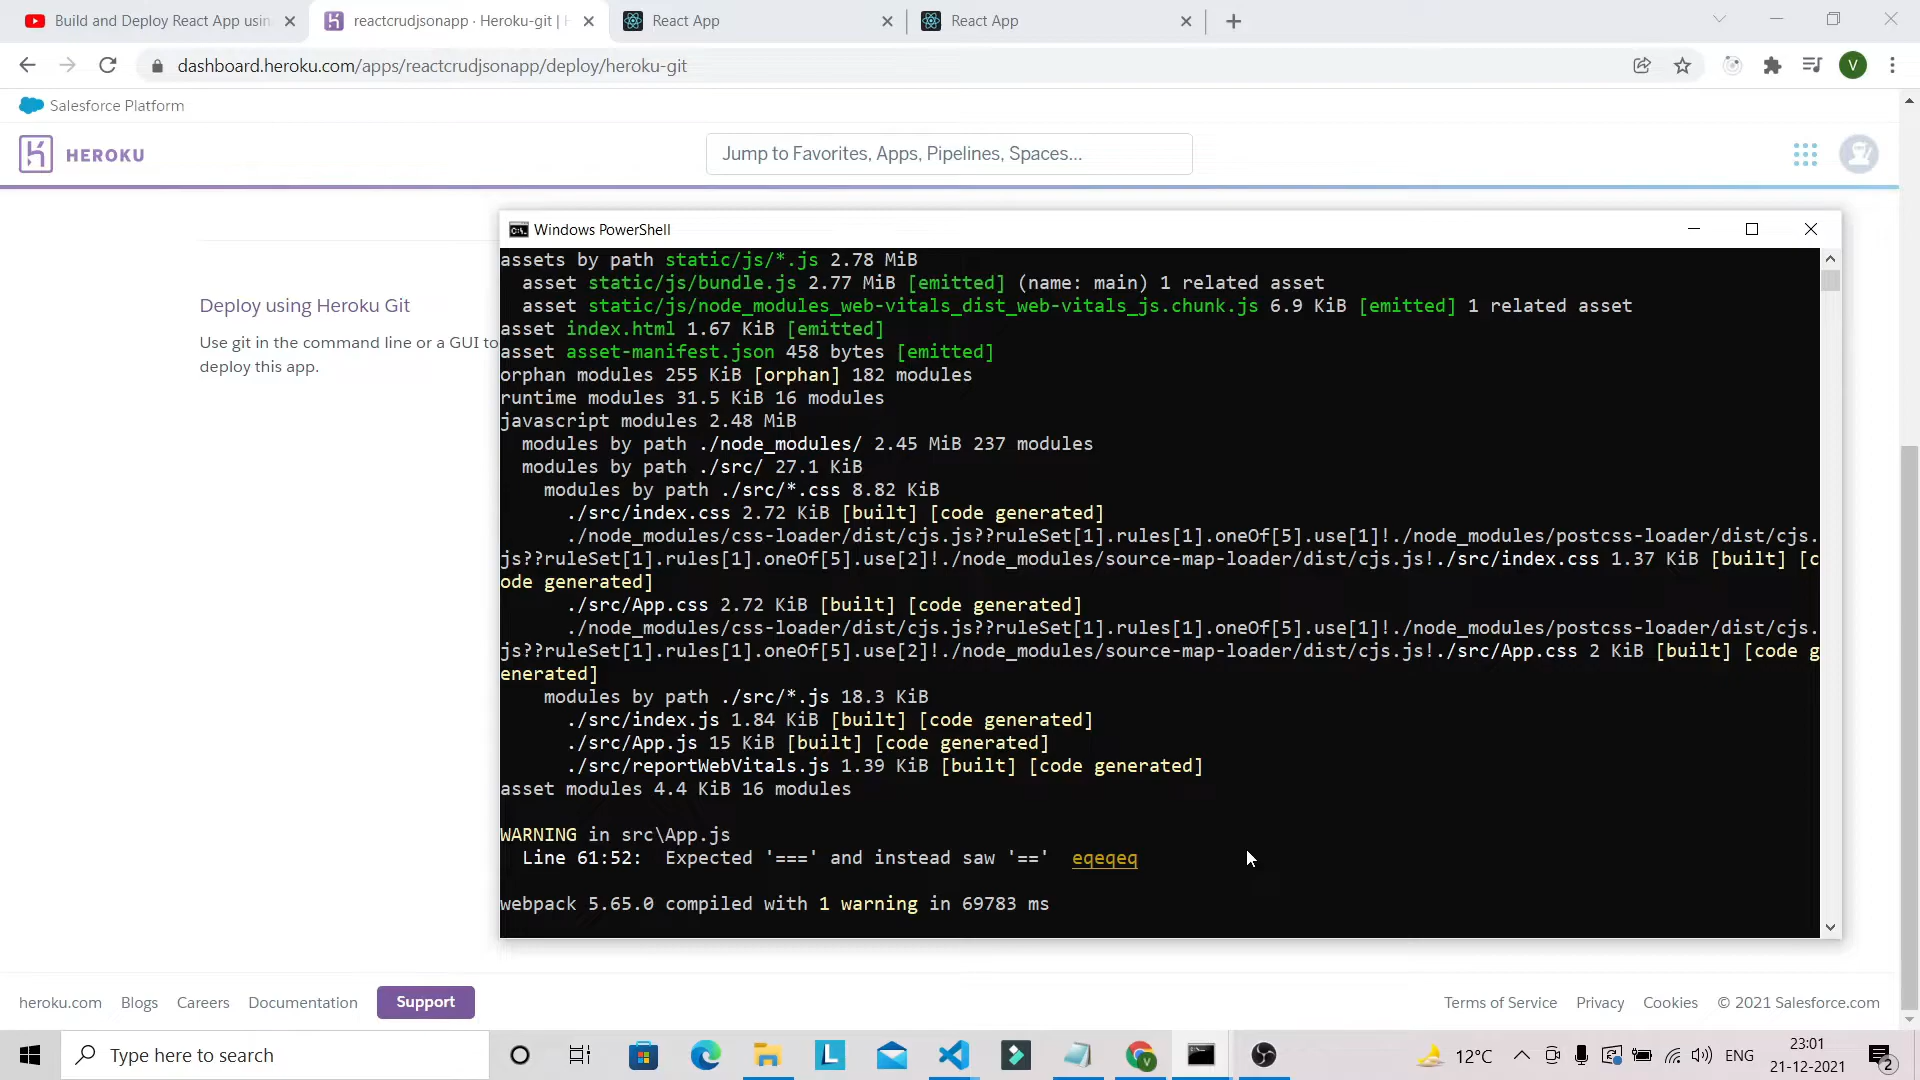 Build and Deploy React App usin
reactcrudjsonapp · Heroku-git | H
React App
React App
dashboard.heroku.com/apps/reactcrudjsonapp/deploy/heroku-git
V
Salesforce Platform
HEROKU
Jump to Favorites, Apps, Pipelines, Spaces...
Deploy using Heroku Git
Use git in the command line or a GUI to
deploy this app.
Windows PowerShell
assets by path static/js/*.js 2.78 MiB
asset static/js/bundle.js 2.77 MiB [emitted] (name: main) 1 related asset
asset static/js/node_modules_web-vitals_dist_web-vitals_js.chunk.js 6.9 KiB [emitted] 1 related asset
asset index.html 1.67 KiB [emitted]
asset asset-manifest.json 458 bytes [emitted]
orphan modules 255 KiB [orphan] 182 modules
runtime modules 31.5 KiB 16 modules
javascript modules 2.48 MiB
modules by path ./node_modules/ 2.45 MiB 237 modules
modules by path ./src/ 27.1 KiB
modules by path ./src/*.css 8.82 KiB
./src/index.css 2.72 KiB [built] [code generated]
./node_modules/css-loader/dist/cjs.js??ruleSet[1].rules[1].oneOf[5].use[1]!./node_modules/postcss-loader/dist/cjs.
js??ruleSet[1].rules[1].oneOf[5].use[2]!./node_modules/source-map-loader/dist/cjs.js!./src/index.css 1.37 KiB [built] [c
ode generated]
./src/App.css 2.72 KiB [built] [code generated]
./node_modules/css-loader/dist/cjs.js??ruleSet[1].rules[1].oneOf[5].use[1]!./node_modules/postcss-loader/dist/cjs.
js??ruleSet[1].rules[1].oneOf[5].use[2]!./node_modules/source-map-loader/dist/cjs.js!./src/App.css 2 KiB [built] [code g
enerated]
modules by path ./src/*.js 18.3 KiB
./src/index.js 1.84 KiB [built] [code generated]
./src/App.js 15 KiB [built] [code generated]
./src/reportWebVitals.js 1.39 KiB [built] [code generated]
asset modules 4.4 KiB 16 modules
WARNING in src\App.js
Line 61:52:  Expected '===' and instead saw '=='  eqeqeq
webpack 5.65.0 compiled with 1 warning in 69783 ms
heroku.com Blogs Careers Documentation Support
Terms of Service Privacy Cookies © 2021 Salesforce.com
Type here to search
12°C
ENG
23:01
21-12-2021
2